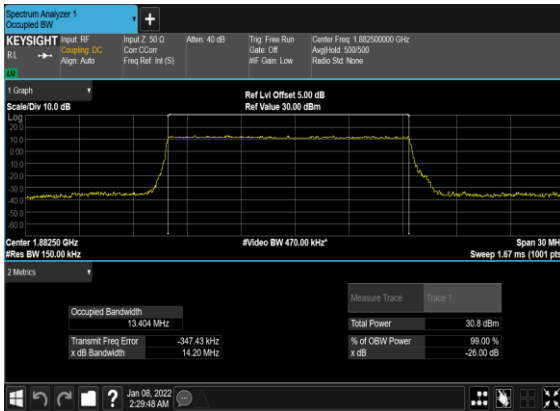 Spectrum Analyzer 1
Occupied BW
+
KEYSIGHT Input: RF Input Z: 50 Ω Atten: 40 dB Trig: Free Run Center Freq: 1.882500000 GHz
RL Coupling: DC Corr CCorr Gate: Off Avg|Hold: 500/500
Align: Auto Freq Ref: Int (S) #IF Gain: Low Radio Std: None
1 Graph
Ref Lvl Offset 5.00 dB
Scale/Div 10.0 dB Ref Value 30.00 dBm
Log
20.0
10.0
0.00
-10.0
-20.0
-30.0
-40.0
-50.0
-60.0
Center 1.88250 GHz #Video BW 470.00 kHz* Span 30 MH
#Res BW 150.00 kHz Sweep 1.67 ms (1001 pts
2 Metrics
Measure Trace Trace 1
Occupied Bandwidth
13.404 MHz Total Power 30.8 dBm
Transmit Freq Error -347.43 kHz % of OBW Power 99.00 %
x dB Bandwidth 14.20 MHz x dB -26.00 dB
?
Jan 08, 2022
2:29:48 AM